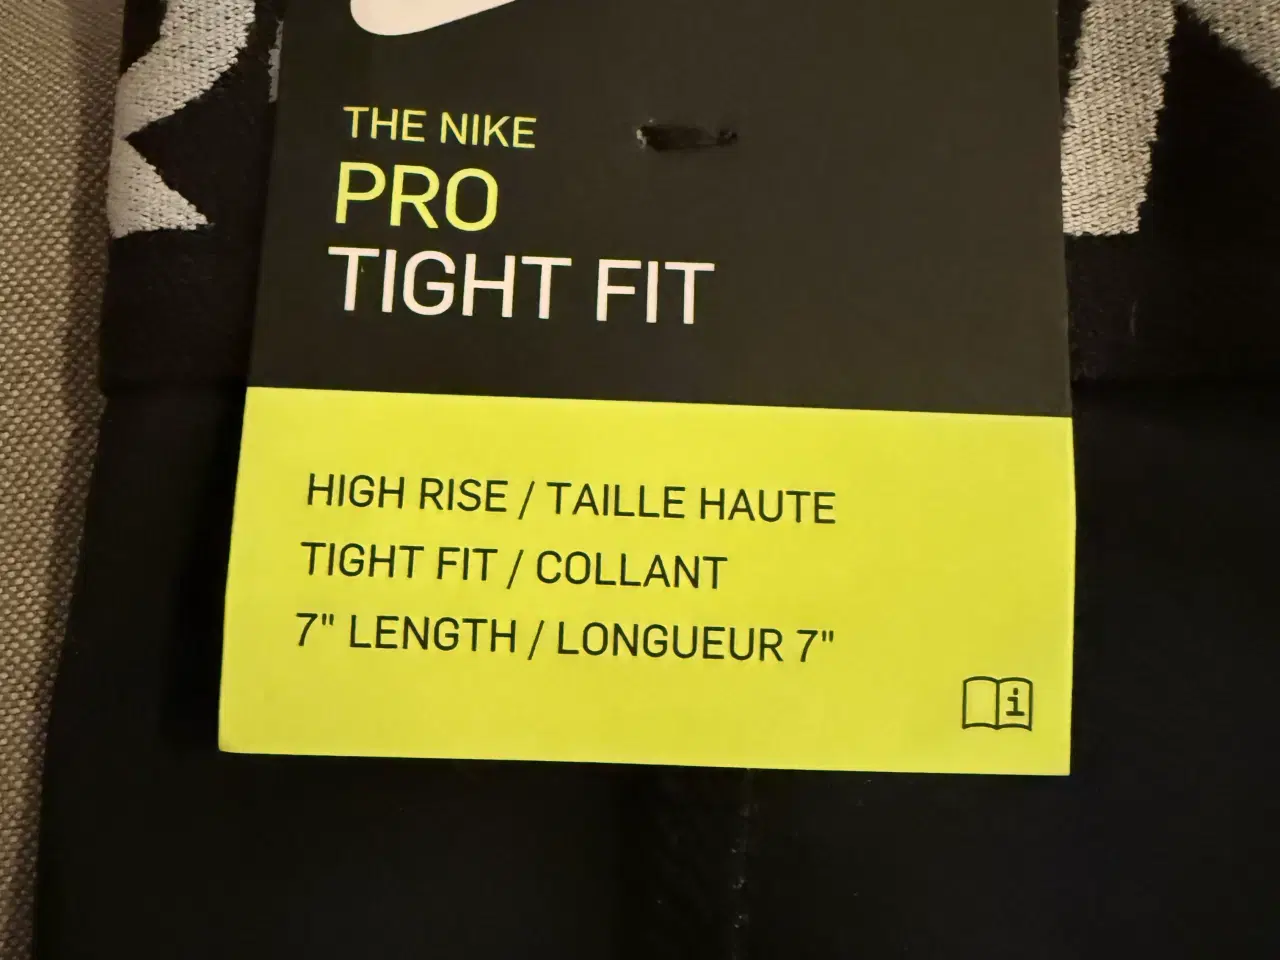 THE NIKE
PRO
TIGHT FIT
HIGH RISE / TAILLE HAUTE
TIGHT FIT / COLLANT
7" LENGTH / LONGUEUR 7"
i